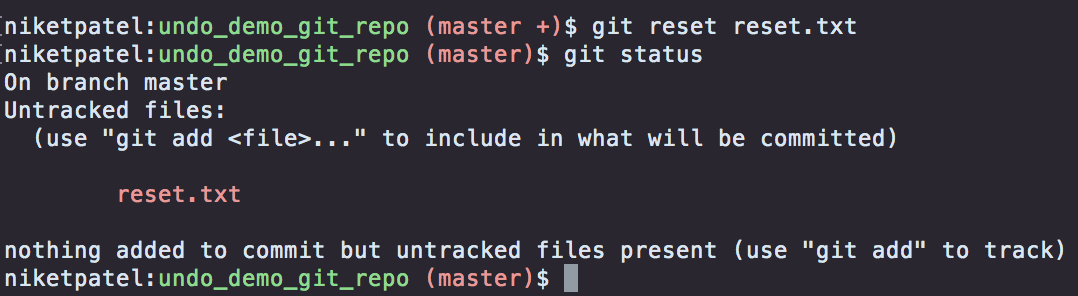 niketpatel:undo_demo_git_repo (master +)$ git reset reset.txt
niketpatel:undo_demo_git_repo (master)$ git status
On branch master
Untracked files:
  (use "git add <file>..." to include in what will be committed)

        reset.txt

nothing added to commit but untracked files present (use "git add" to track)
niketpatel:undo_demo_git_repo (master)$